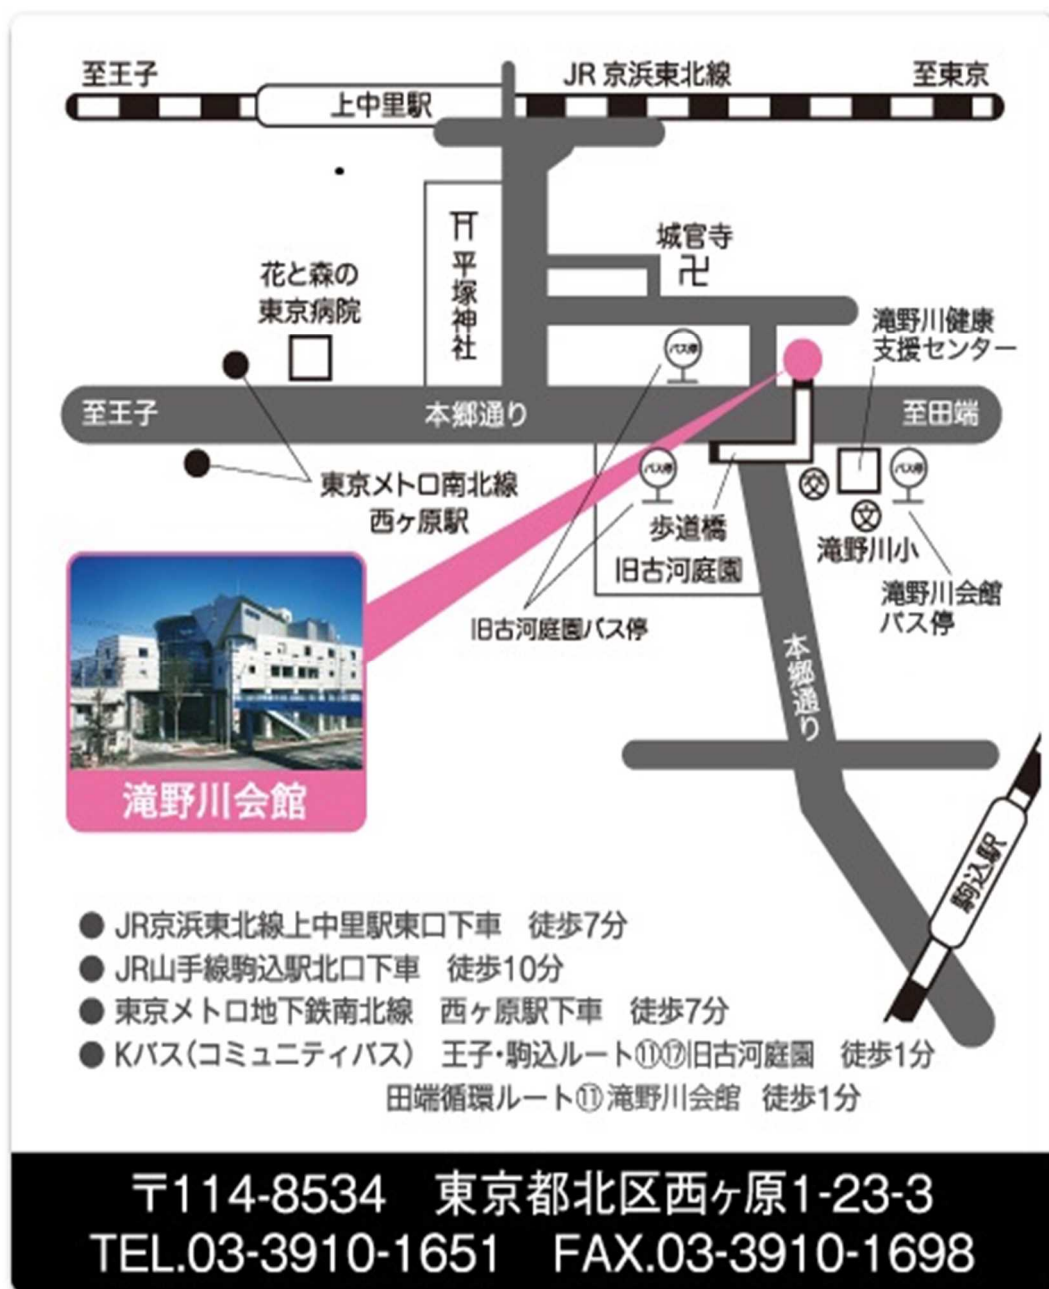 至王子
JR 京浜東北線
至東京
上中里駅
平塚神社
城官寺
花と森の
東京病院
滝野川健康
支援センター
バス停
至王子
本郷通り
至田端
バス停
バス停
東京メトロ南北線
西ヶ原駅
歩道橋
交
文
滝野川小
旧古河庭園
滝野川会館
バス停
旧古河庭園バス停
本郷通り
滝野川会館
駒込駅
● JR京浜東北線上中里駅東口下車 徒歩7分
● JR山手線駒込駅北口下車 徒歩10分
● 東京メトロ地下鉄南北線 西ヶ原駅下車 徒歩7分
● Kバス(コミュニティバス) 王子・駒込ルート⑪⑰旧古河庭園 徒歩1分
田端循環ルート⑪滝野川会館 徒歩1分
〒114-8534 東京都北区西ヶ原1-23-3
TEL.03-3910-1651 FAX.03-3910-1698